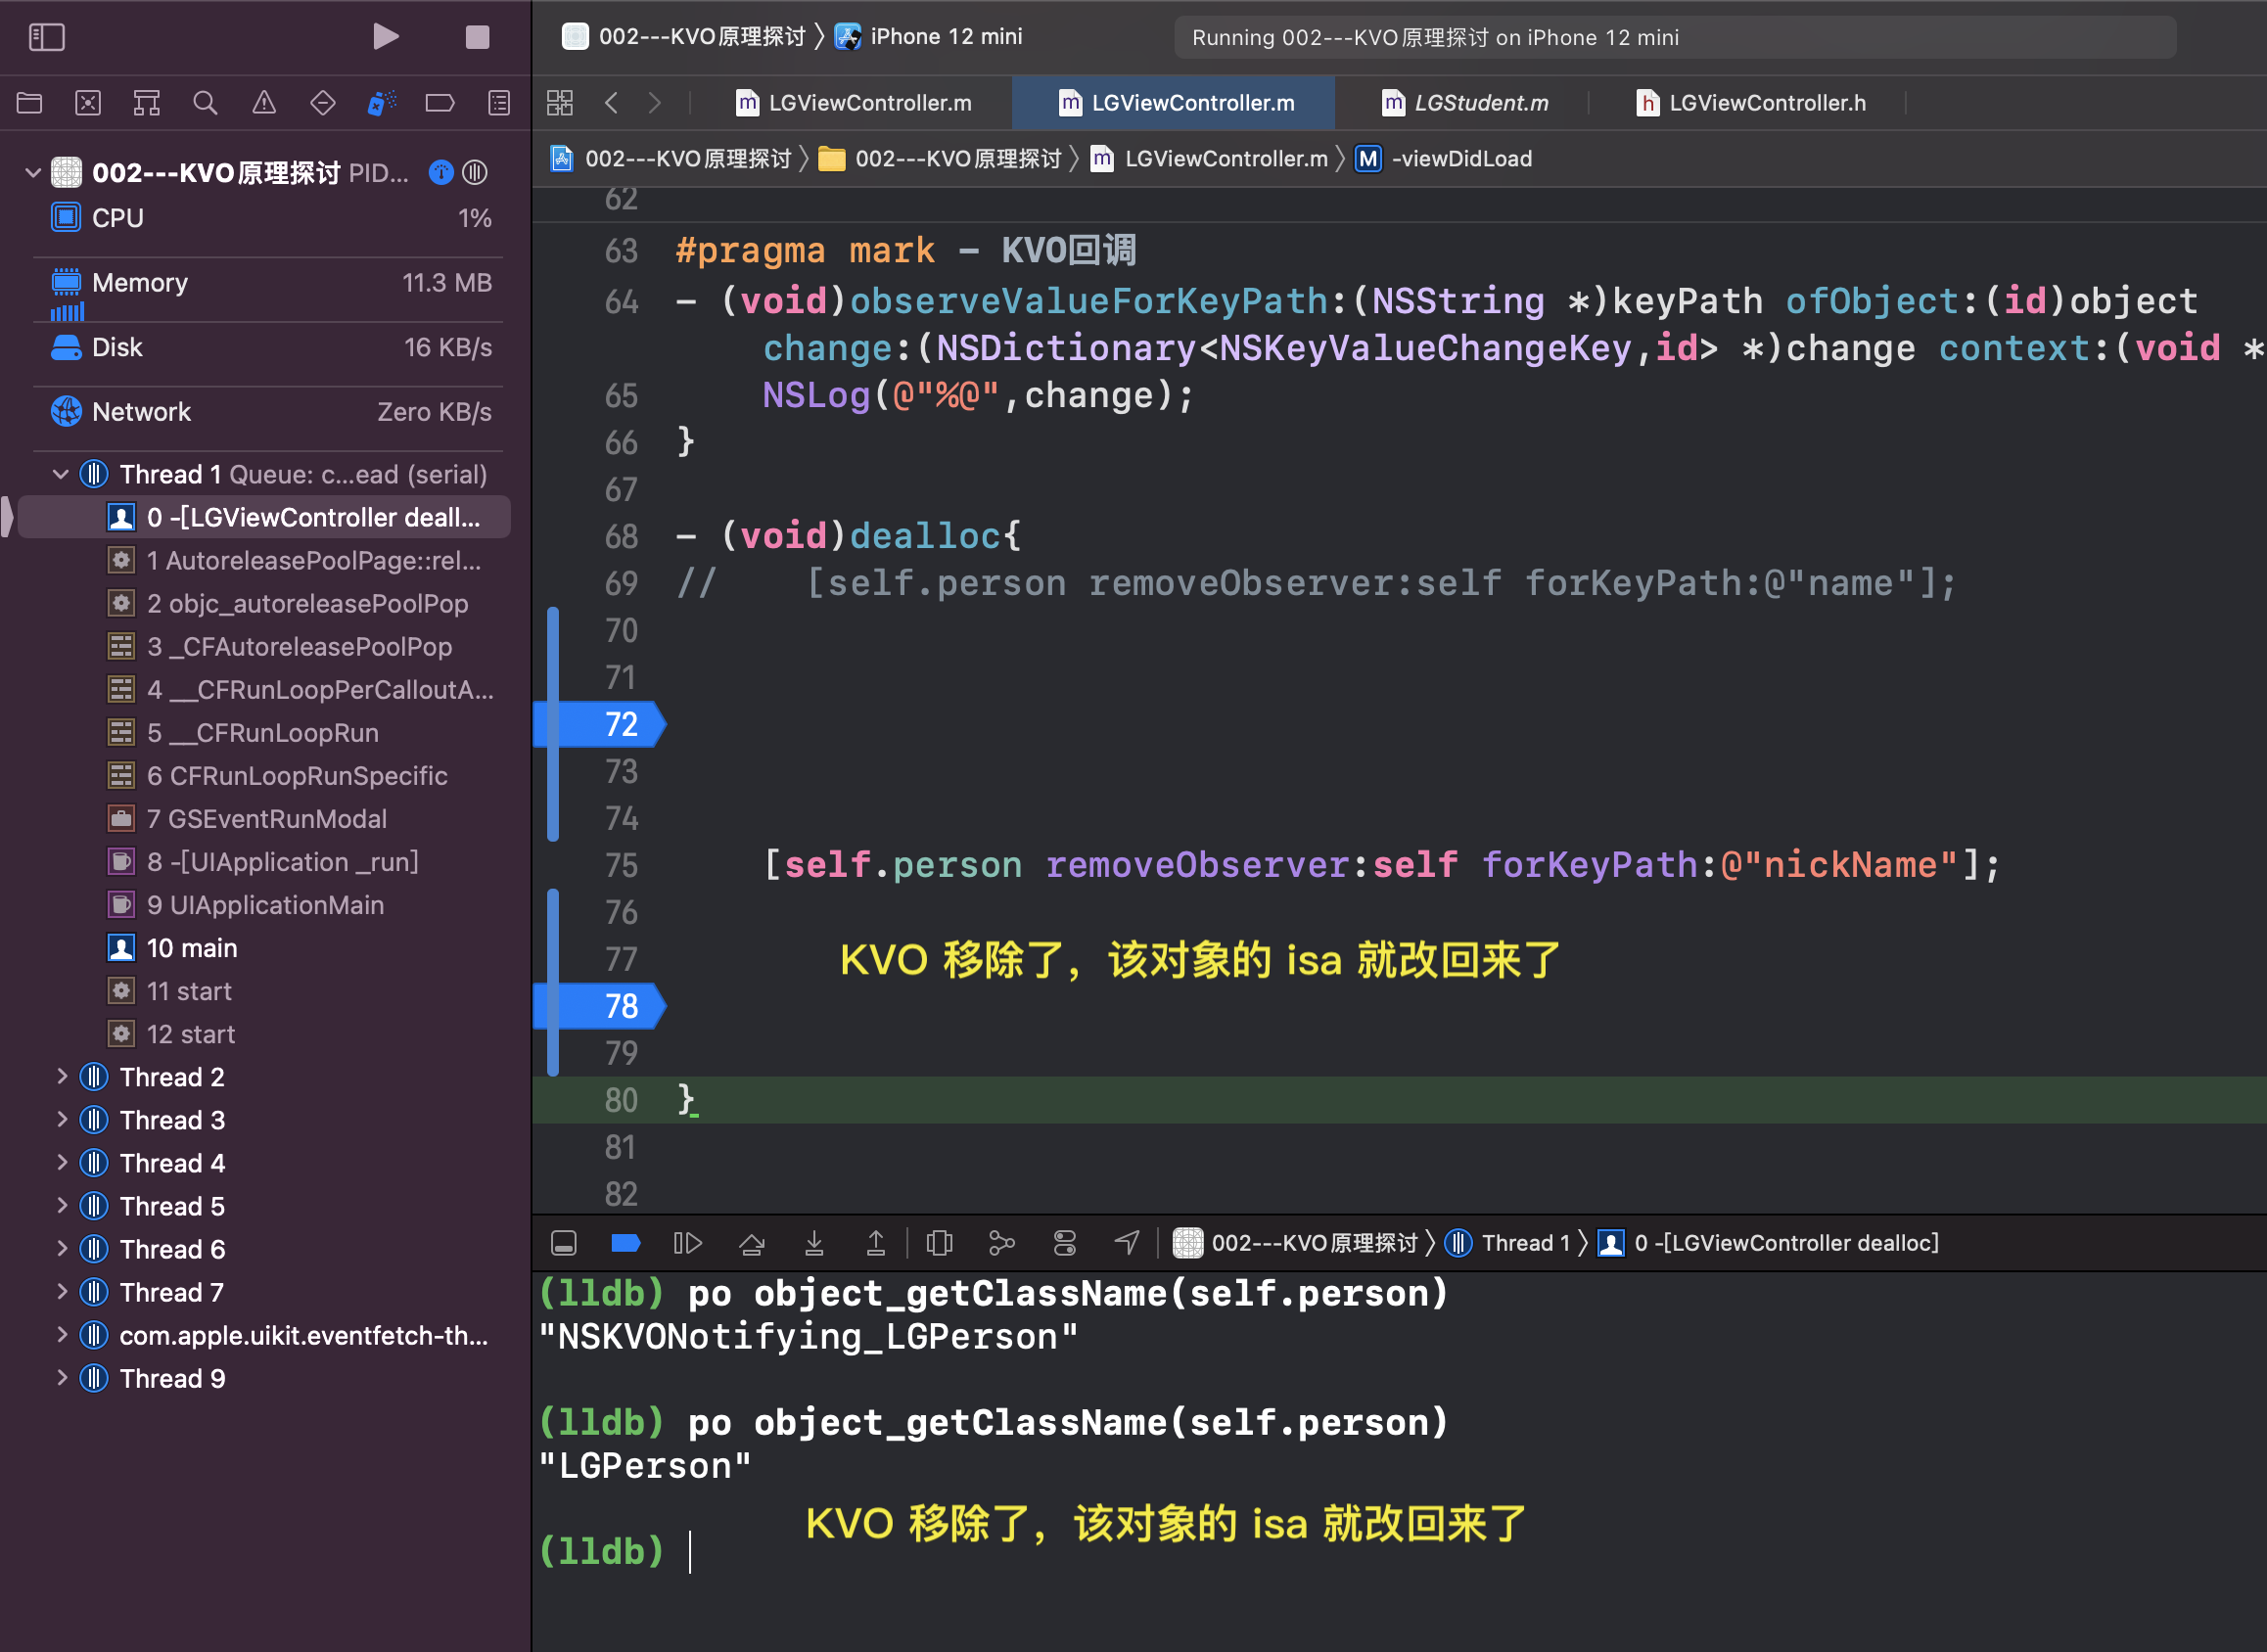 002---KVO原理探讨 〉 iPhone 12 mini
Running 002---KVO原理探讨 on iPhone 12 mini
LGViewController.m
LGViewController.m
LGStudent.m
LGViewController.h
002---KVO原理探讨 〉 002---KVO原理探讨 〉 LGViewController.m 〉 M -viewDidLoad
002---KVO原理探讨 PID...
CPU 1%
Memory 11.3 MB
Disk 16 KB/s
Network Zero KB/s
Thread 1 Queue: c...ead (serial)
0 -[LGViewController deall...
1 AutoreleasePoolPage::rel...
2 objc_autoreleasePoolPop
3 _CFAutoreleasePoolPop
4 __CFRunLoopPerCalloutA...
5 __CFRunLoopRun
6 CFRunLoopRunSpecific
7 GSEventRunModal
8 -[UIApplication _run]
9 UIApplicationMain
10 main
11 start
12 start
Thread 2
Thread 3
Thread 4
Thread 5
Thread 6
Thread 7
com.apple.uikit.eventfetch-th...
Thread 9
62
63 #pragma mark - KVO回调
64 - (void)observeValueForKeyPath:(NSString *)keyPath ofObject:(id)object
change:(NSDictionary<NSKeyValueChangeKey,id> *)change context:(void *
65 NSLog(@"%@",change);
66 }
67
68 - (void)dealloc{
69 // [self.person removeObserver:self forKeyPath:@"name"];
70
71
72
73
74
75 [self.person removeObserver:self forKeyPath:@"nickName"];
76
77 KVO 移除了，该对象的 isa 就改回来了
78
79
80 }
81
82
002---KVO原理探讨 〉 Thread 1 〉 0 -[LGViewController dealloc]
(lldb) po object_getClassName(self.person)
"NSKVONotifying_LGPerson"
(lldb) po object_getClassName(self.person)
"LGPerson"
KVO 移除了，该对象的 isa 就改回来了
(lldb)